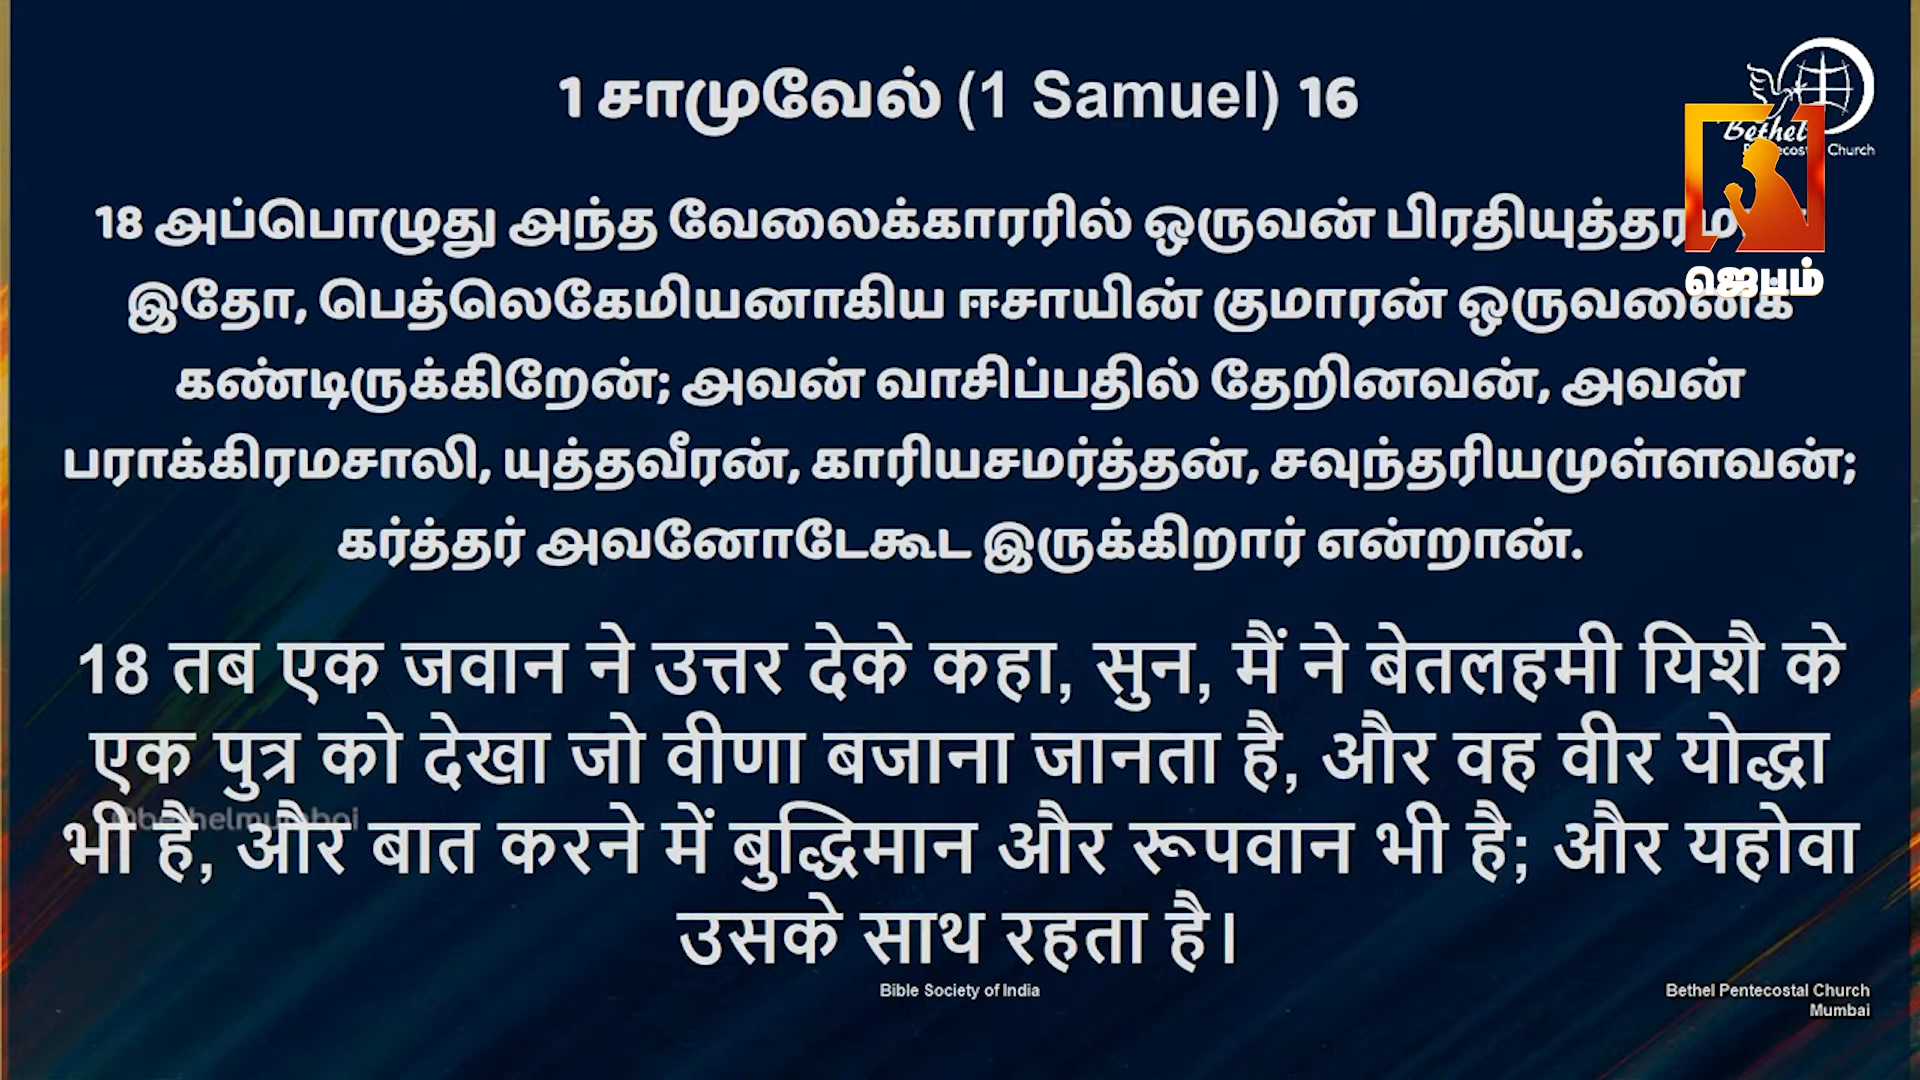 1 சாமுவேல் (1 Samuel) 16
Bethel
Church
18 அப்பொழுது அந்த வேலைக்காரரில் ஒருவன்
ஜெபம்
இதோ, பெத்லெகேமியனாகிய ஈசாயின் குமாரன் ஒருவனைக்
கண்டிருக்கிறேன்; அவன் வாசிப்பதில் தேறினவன், அவன்
பராக்கிரமசாலி, யுத்தவீரன், காரியசமர்த்தன், சவுந்தரியமுள்ளவன்;
கர்த்தர் அவனோடேகூட இருக்கிறார் என்றான்.
18 तब एक जवान ने उत्तर देके कहा, सुन, मैं ने बेतलहमी यिशै के
एक पुत्र को देखा जो वीणा बजाना जानता है, और वह वीर योद्धा
@bethelmumbai
भी है, और बात करने में बुद्धिमान और रूपवान भी है; और यहोवा
उसके साथ रहता है।
Bible Society of India
Bethel Pentecostal Church
Mumbai